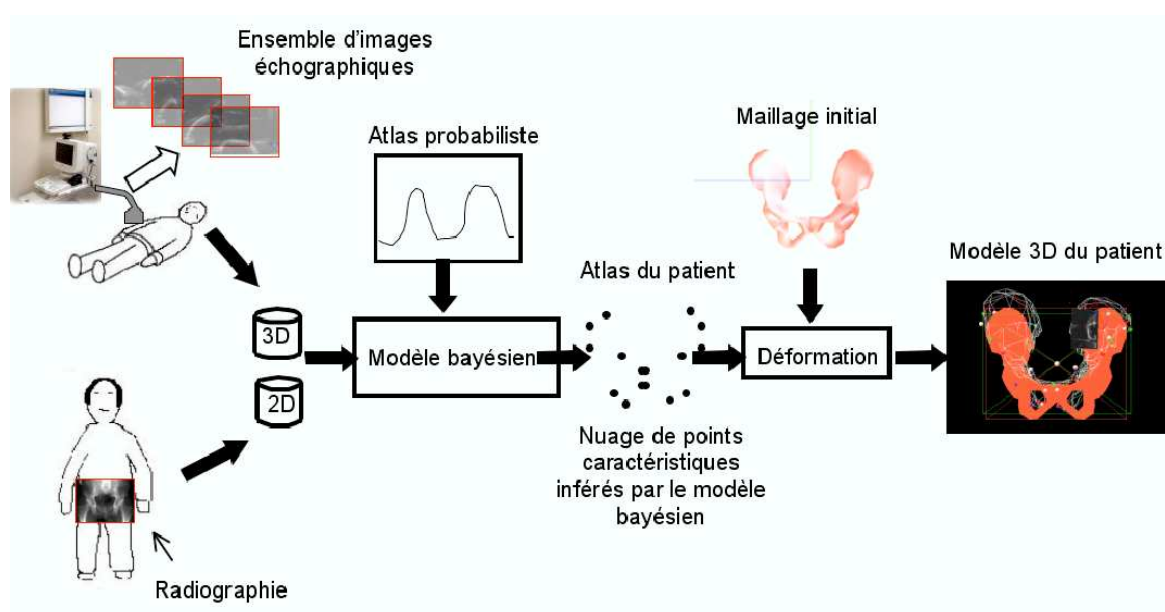 Ensemble d'images
échographiques
Atlas probabiliste
Maillage initial
Modèle 3D du patient
Atlas du patient
3D
Modèle bayésien
Déformation
2D
Nuage de points
caractéristiques
inférés par le modèle
bayésien
Radiographie